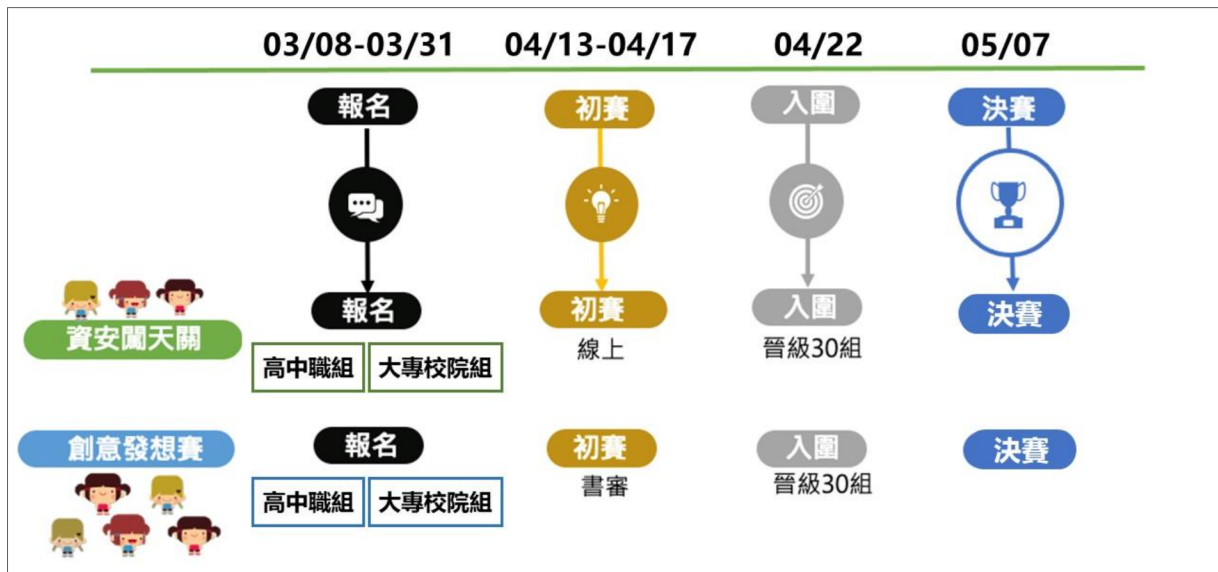 03/08-03/31 04/13-04/17 04/22 05/07
報名 初賽 入圍 決賽
資安闖天關 報名 初賽 入圍 決賽
線上 晉級30組
高中職組 大專校院組
創意發想賽 報名 初賽 入圍 決賽
書審 晉級30組
高中職組 大專校院組